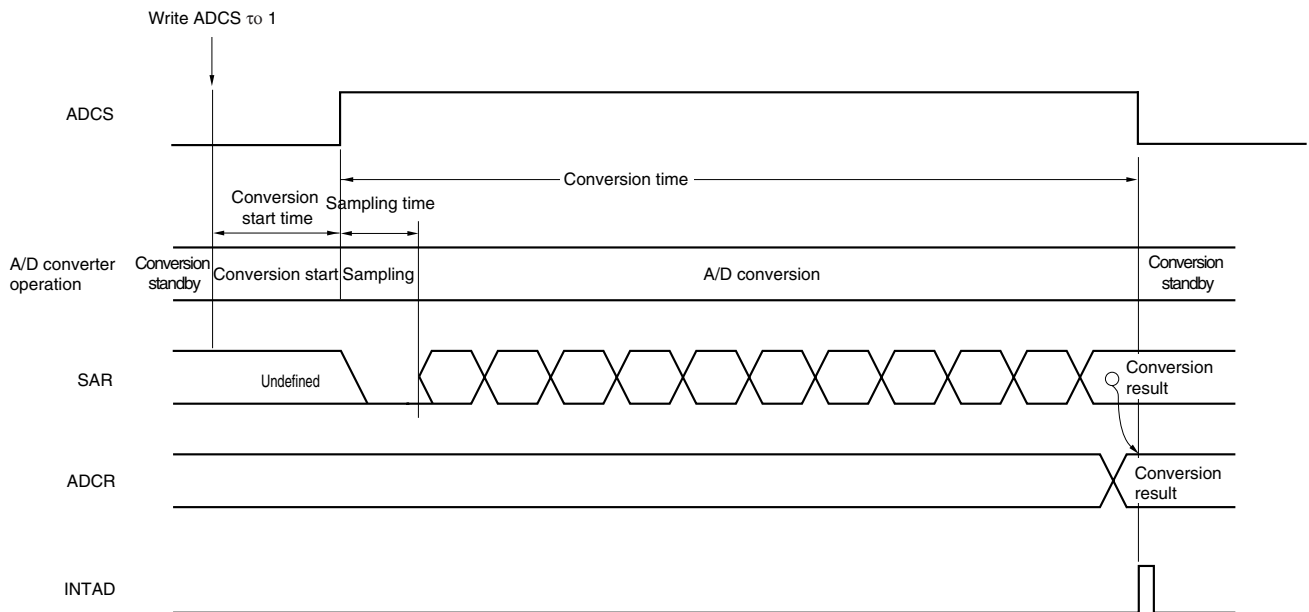 Write ADCS το 1
ADCS
Conversion time
Conversion
start time
Sampling time
A/D converter
operation
Conversion
standby
Conversion start
Sampling
A/D conversion
Conversion
standby
SAR
Undefined
Conversion
result
ADCR
Conversion
result
INTAD